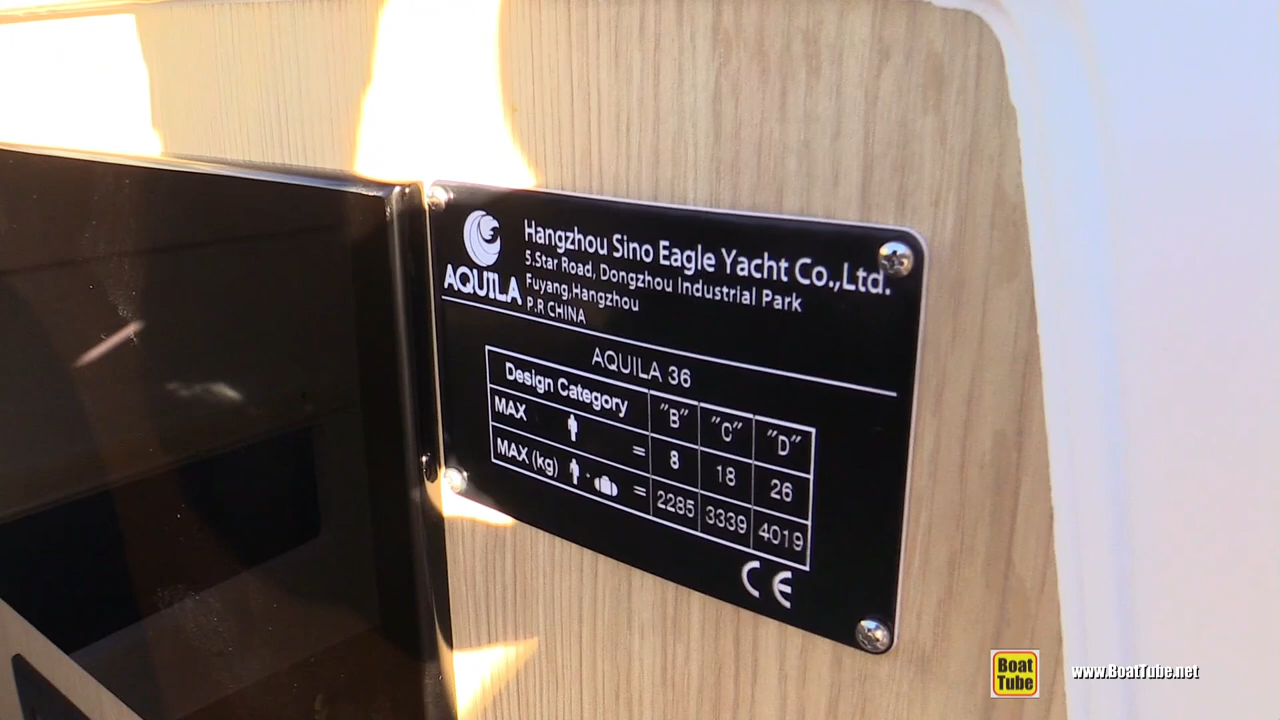 AQUILA
Hangzhou Sino Eagle Yacht Co.,Ltd.
5.Star Road, Dongzhou Industrial Park
Fuyang,Hangzhou
P.R CHINA
AQUILA 36
Design Category "B" "C" "D"
MAX = 8 18 26
MAX (kg) · = 2285 3339 4019
CE
Boat
Tube
www.BoatTube.net